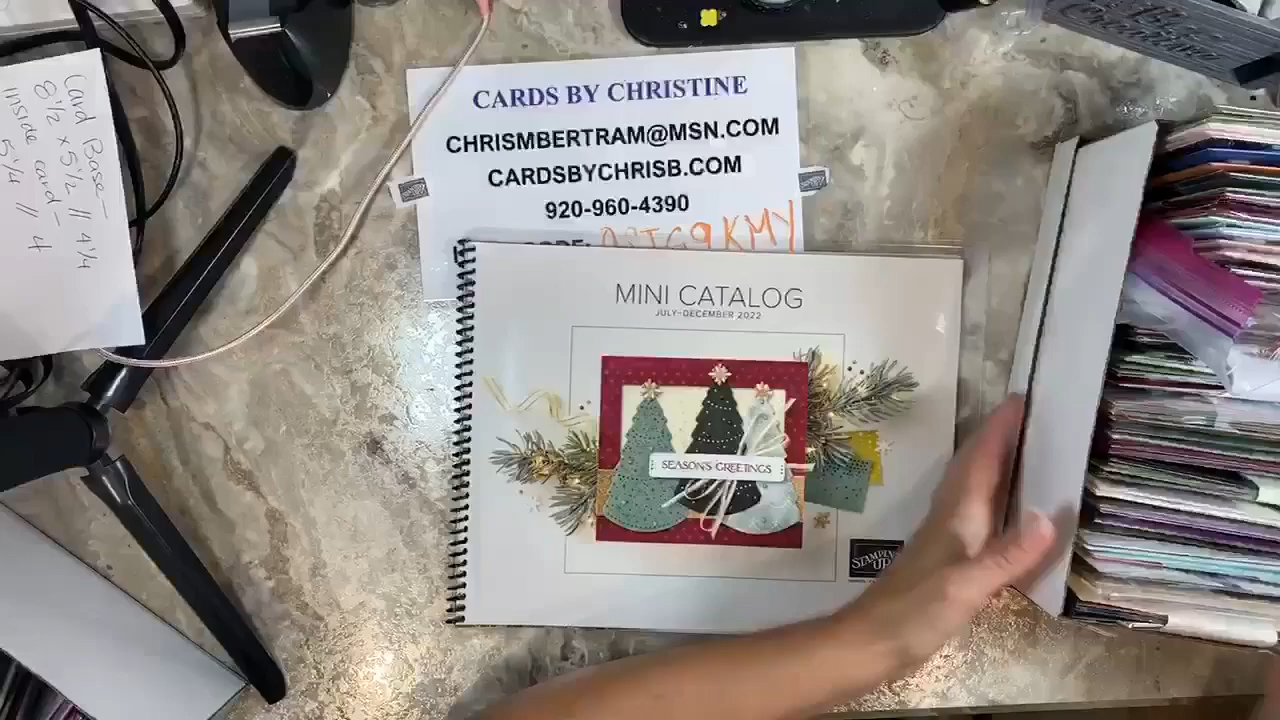 Card Base-
8 1/2 x 5 1/2 // 4 1/4
Inside card-
5 1/4 // 4
CARDS BY CHRISTINE
CHRISMBERTRAM@MSN.COM
CARDSBYCHRISB.COM
920-960-4390
CODE:
MINI CATALOG
JULY-DECEMBER 2022
SEASON'S GREETINGS
STAMPIN'
UP!